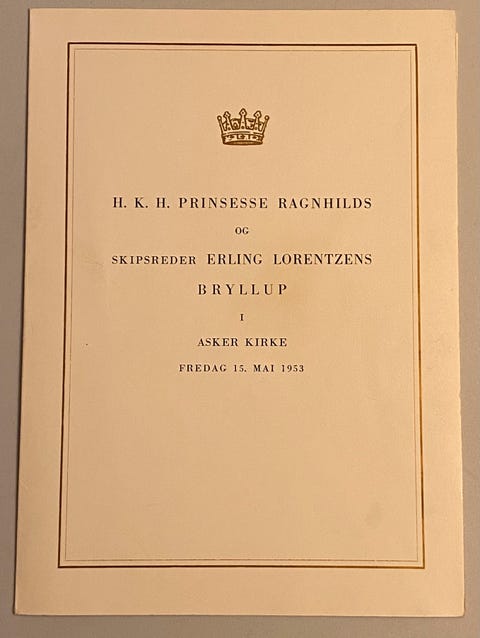 H. K. H. PRINSESSE RAGNHILDS
OG
SKIPSREDER ERLING LORENTZENS
BRYLLUP
I
ASKER KIRKE
FREDAG 15. MAI 1953